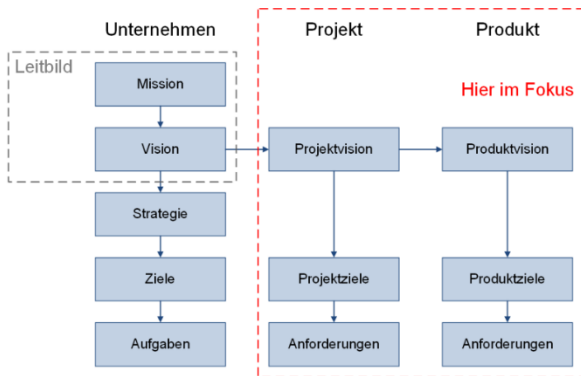 Unternehmen Projekt Produkt
Leitbild
Mission
Hier im Fokus
Vision Projektvision Produktvision
Strategie
Ziele Projektziele Produktziele
Aufgaben Anforderungen Anforderungen